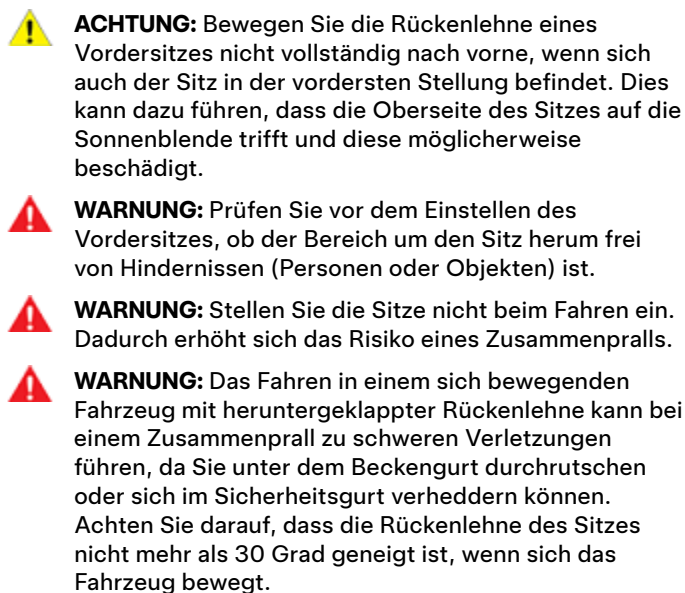 ACHTUNG: Bewegen Sie die Rückenlehne eines
Vordersitzes nicht vollständig nach vorne, wenn sich
auch der Sitz in der vordersten Stellung befindet. Dies
kann dazu führen, dass die Oberseite des Sitzes auf die
Sonnenblende trifft und diese möglicherweise
beschädigt.
WARNUNG: Prüfen Sie vor dem Einstellen des
Vordersitzes, ob der Bereich um den Sitz herum frei
von Hindernissen (Personen oder Objekten) ist.
WARNUNG: Stellen Sie die Sitze nicht beim Fahren ein.
Dadurch erhöht sich das Risiko eines Zusammenpralls.
WARNUNG: Das Fahren in einem sich bewegenden
Fahrzeug mit heruntergeklappter Rückenlehne kann bei
einem Zusammenprall zu schweren Verletzungen
führen, da Sie unter dem Beckengurt durchrutschen
oder sich im Sicherheitsgurt verheddern können.
Achten Sie darauf, dass die Rückenlehne des Sitzes
nicht mehr als 30 Grad geneigt ist, wenn sich das
Fahrzeug bewegt.